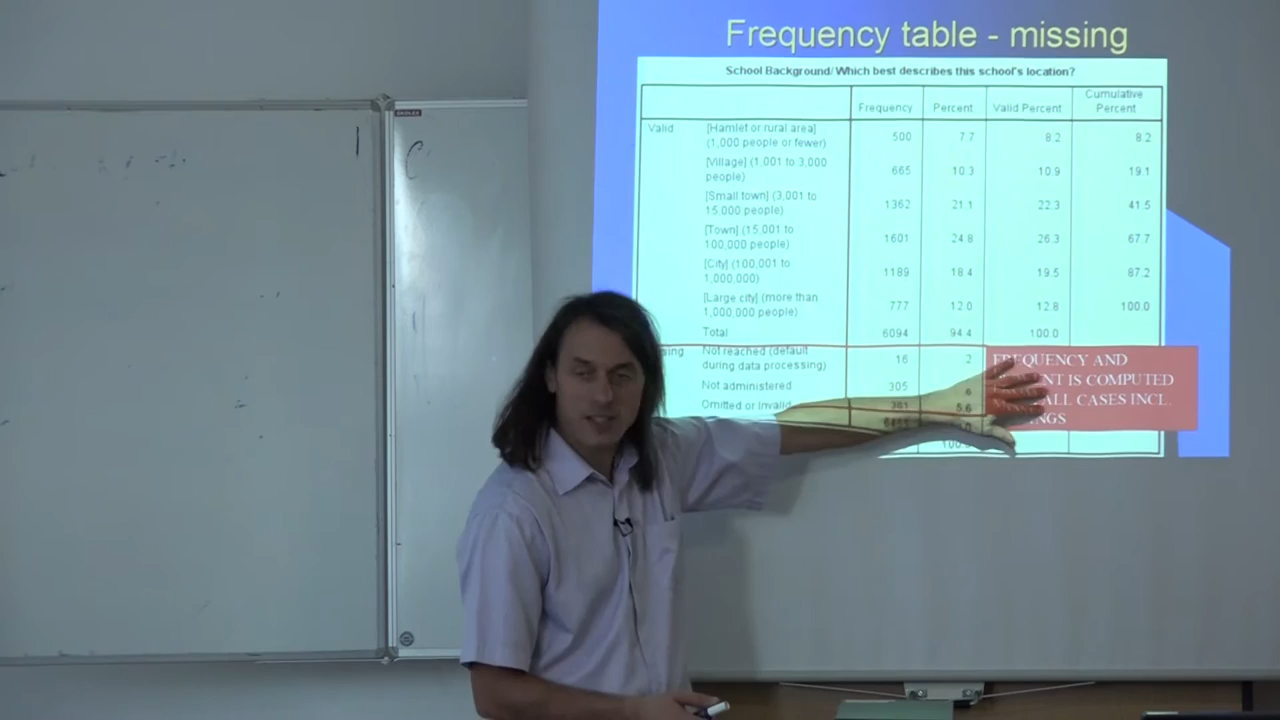 Frequency table - missing
School Background/ Which best describes this school's location?
Frequency Percent Valid Percent Cumulative Percent
Valid [Hamlet or rural area] (1,000 people or fewer) 500 7.7 8.2 8.2
[Village] (1,001 to 3,000 people) 665 10.3 10.9 19.1
[Small town] (3,001 to 15,000 people) 1362 21.1 22.3 41.5
[Town] (15,001 to 100,000 people) 1601 24.8 26.3 67.7
[City] (100,001 to 1,000,000) 1189 18.4 19.5 87.2
[Large city] (more than 1,000,000 people) 777 12.0 12.8 100.0
Total 6094 94.4 100.0
Not reached (default during data processing) 16 2
Not administered 305
Omitted or Invalid 5.6
FREQUENCY AND
IS COMPUTED
ALL CASES INCL.